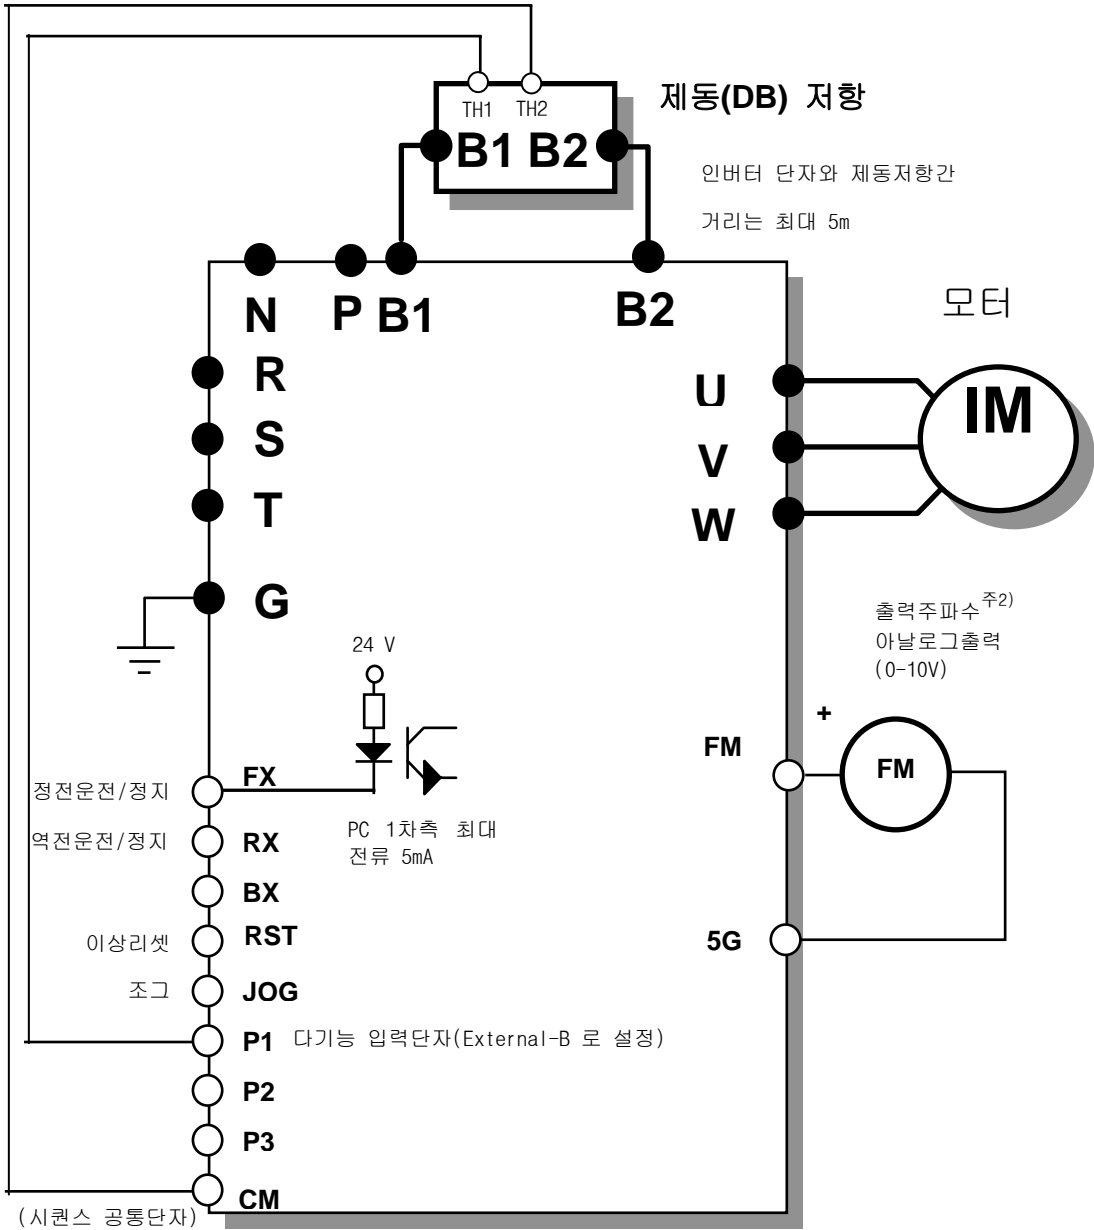 TH1 TH2
제동(DB) 저항
B1 B2
인버터 단자와 제동저항간
거리는 최대 5m
N P B1 B2
모터
R
U
IM
S
V
T
W
G
출력주파수주2)
아날로그출력
(0-10V)
24 V
+
FM
FM
FX
정전운전/정지
PC 1차측 최대
전류 5mA
역전운전/정지 RX
BX
이상리셋 RST
5G
조그 JOG
P1 다기능 입력단자(External-B 로 설정)
P2
P3
CM
(시퀀스 공통단자)